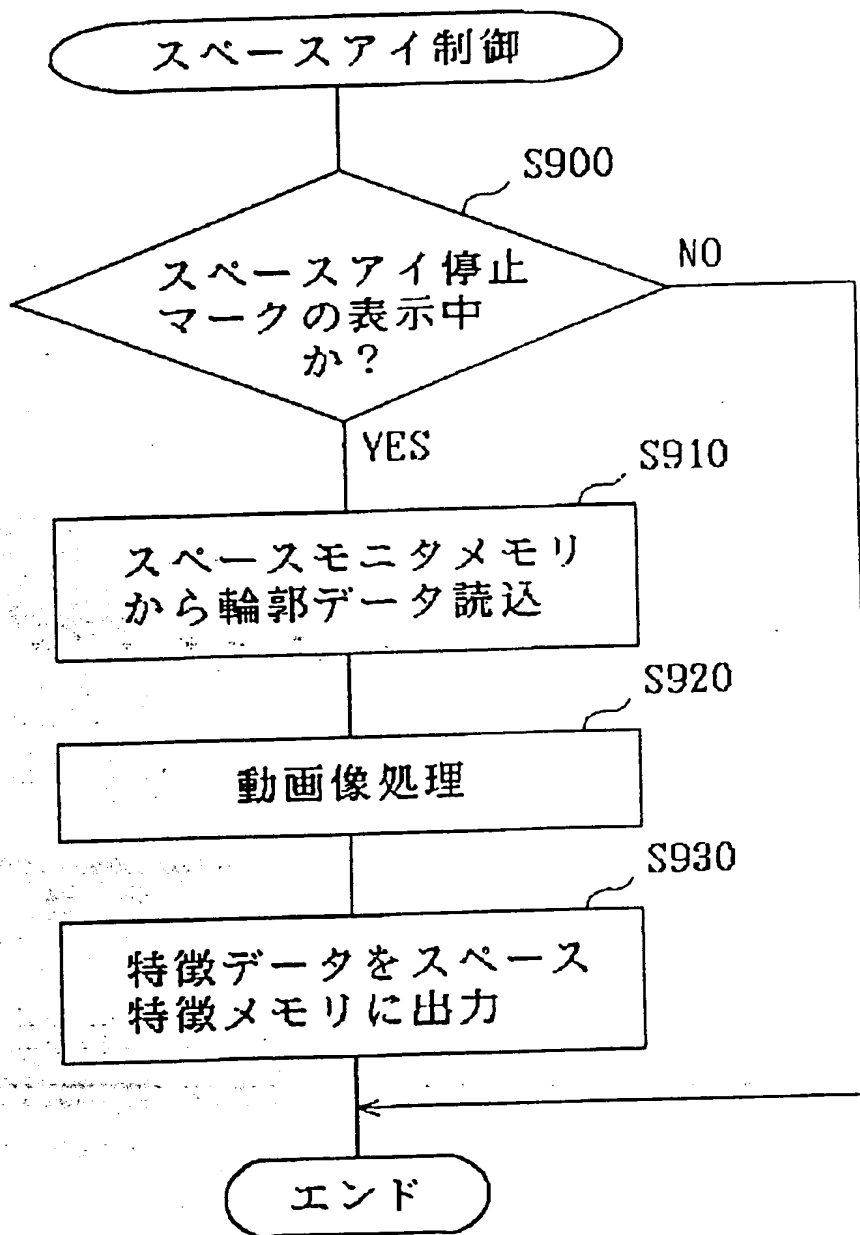 スペースアイ制御
S900
スペースアイ停止
マークの表示中
か?
NO
YES
S910
スペースモニタメモリ
から輪郭データ読込
S920
動画像処理
S930
特徴データをスペース
特徴メモリに出力
エンド